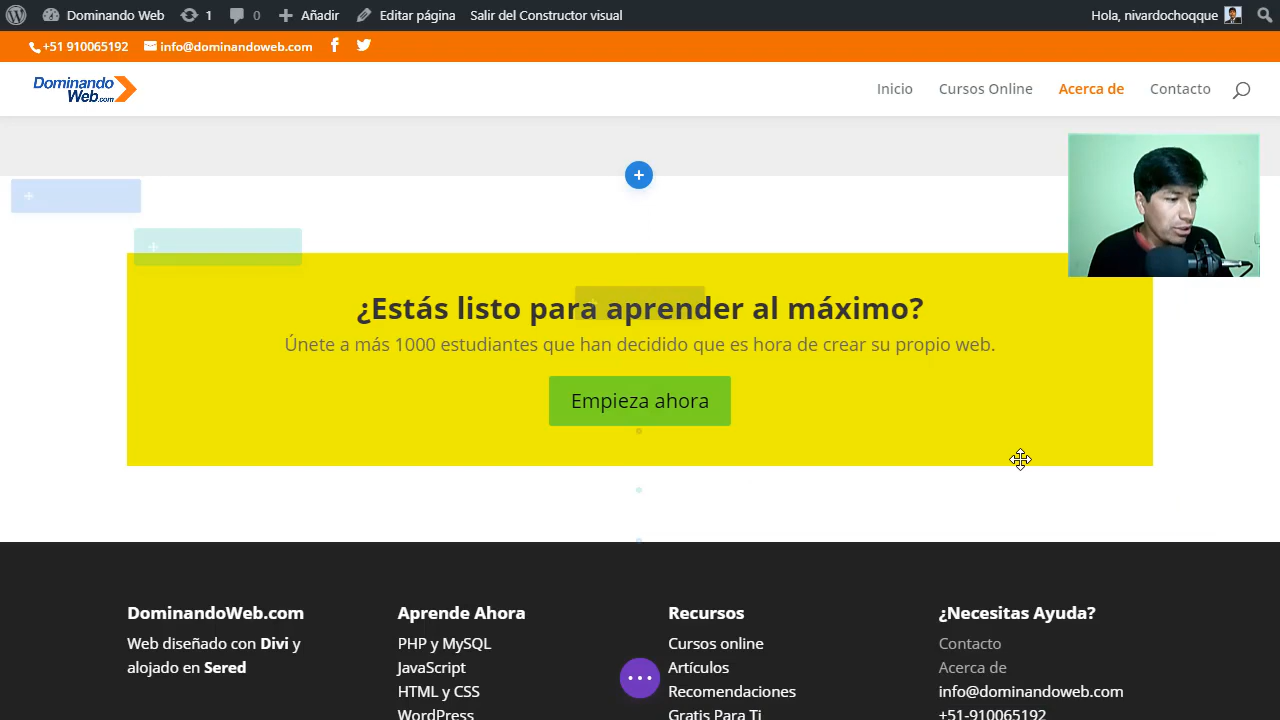 Dominando Web
1
0
Añadir
Editar página
Salir del Constructor visual
Hola, nivardochoqque
+51 910065192
info@dominandoweb.com
Dominando
Web.com
Inicio
Cursos Online
Acerca de
Contacto
¿Estás listo para aprender al máximo?
Únete a más 1000 estudiantes que han decidido que es hora de crear su propio web.
Empieza ahora
DominandoWeb.com
Web diseñado con Divi y
alojado en Sered
Aprende Ahora
PHP y MySQL
JavaScript
HTML y CSS
WordPress
Recursos
Cursos online
Artículos
Recomendaciones
Gratis Para Ti
¿Necesitas Ayuda?
Contacto
Acerca de
info@dominandoweb.com
+51-910065192